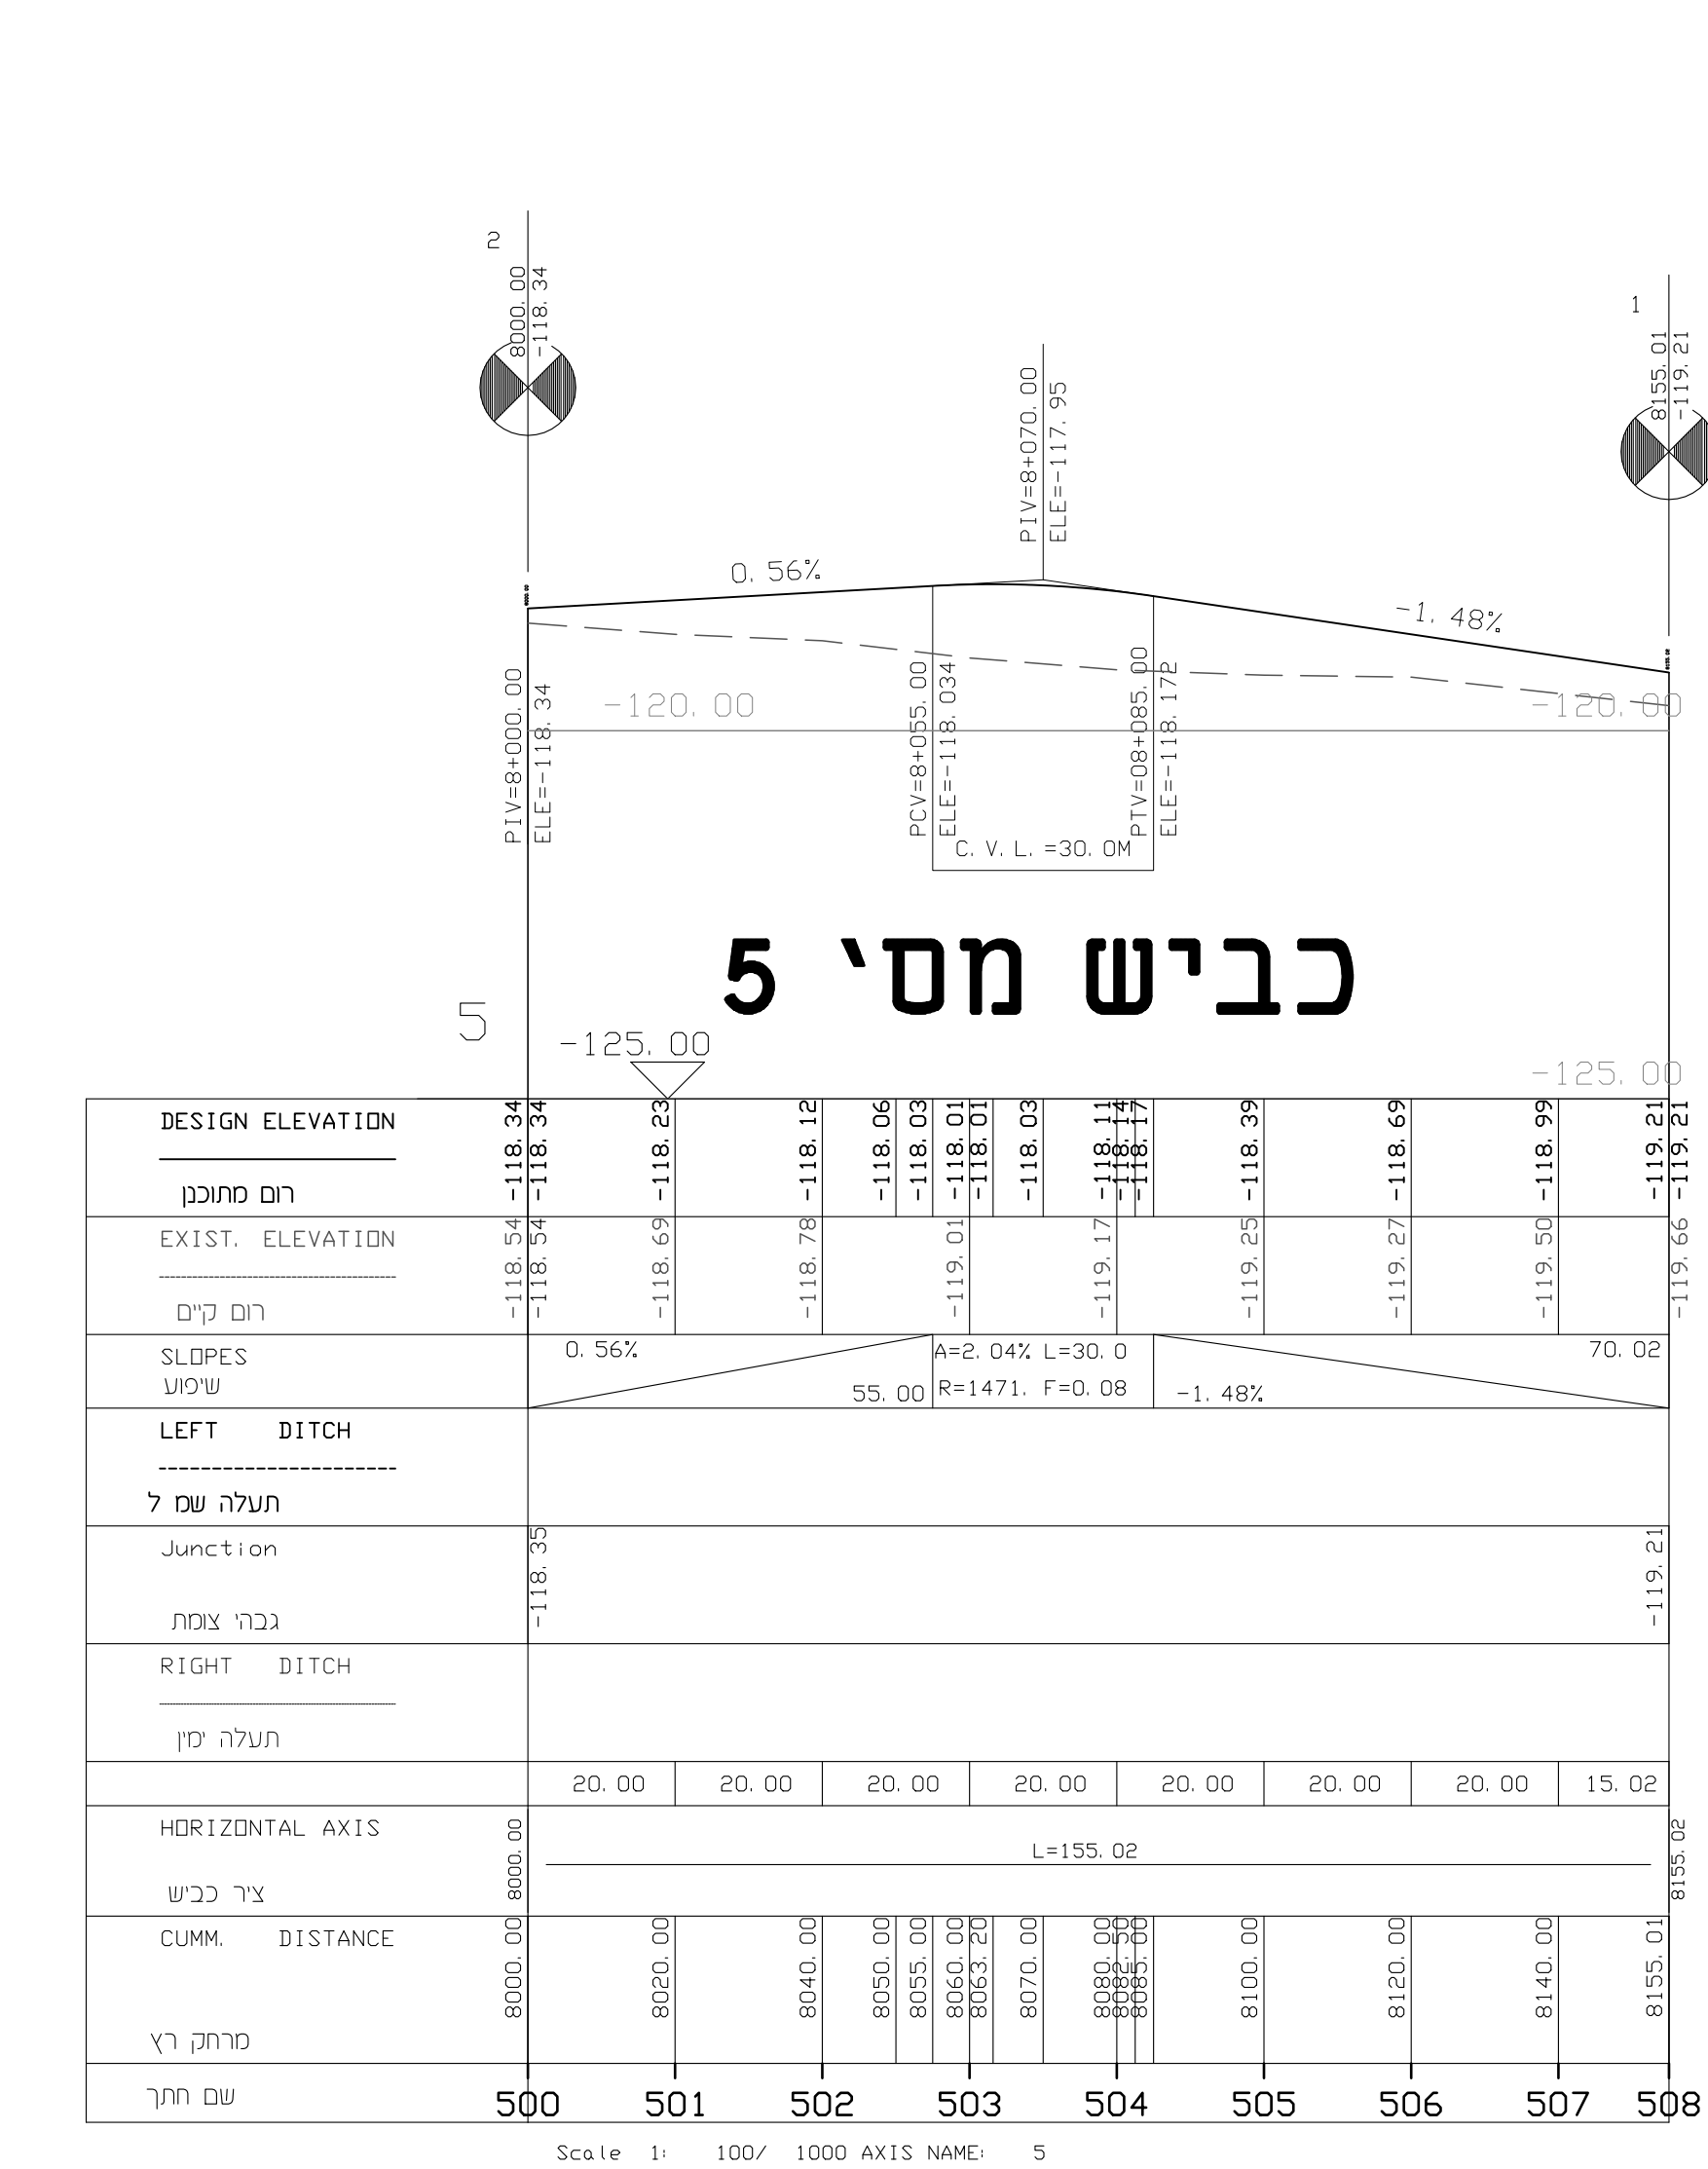 2
8000.00
-118.34
1
8155.01
-119.21
PIV=8+070.00
ELE=-117.95
0.56%
-1.48%
PIV=8+000.00
ELE=-118.34
-120.00
-120.00
PCV=8+055.00
ELE=-118.034
PTV=08+085.00
ELE=-118.172
C.V.L.=30.0M
כביש מס' 5
5
-125.00
-125.00
DESIGN ELEVATION
רום מתוכנן
-118.34 -118.34 -118.23 -118.12 -118.06 -118.03 -118.01 -118.01 -118.03 -118.11 -118.14 -118.17 -118.39 -118.69 -118.99 -119.21 -119.21
EXIST. ELEVATION
רום קיים
-118.54 -118.54 -118.69 -118.78 -119.01 -119.17 -119.25 -119.27 -119.50 -119.66
SLOPES
שיפוע
0.56% 55.00
A=2.04% L=30.0
R=1471. F=0.08
-1.48% 70.02
LEFT DITCH
תעלה שמ ל
Junction
גבהי צומת
-118.35 -119.21
RIGHT DITCH
תעלה ימין
20.00 20.00 20.00 20.00 20.00 20.00 20.00 15.02
HORIZONTAL AXIS
ציר כביש
8000.00 L=155.02 8155.02
CUMM. DISTANCE
מרחק רץ
8000.00 8020.00 8040.00 8050.00 8055.00 8060.00 8063.20 8070.00 8080.00 8082.50 8085.00 8100.00 8120.00 8140.00 8155.01
שם חתך
500 501 502 503 504 505 506 507 508
Scale 1: 100/ 1000 AXIS NAME: 5